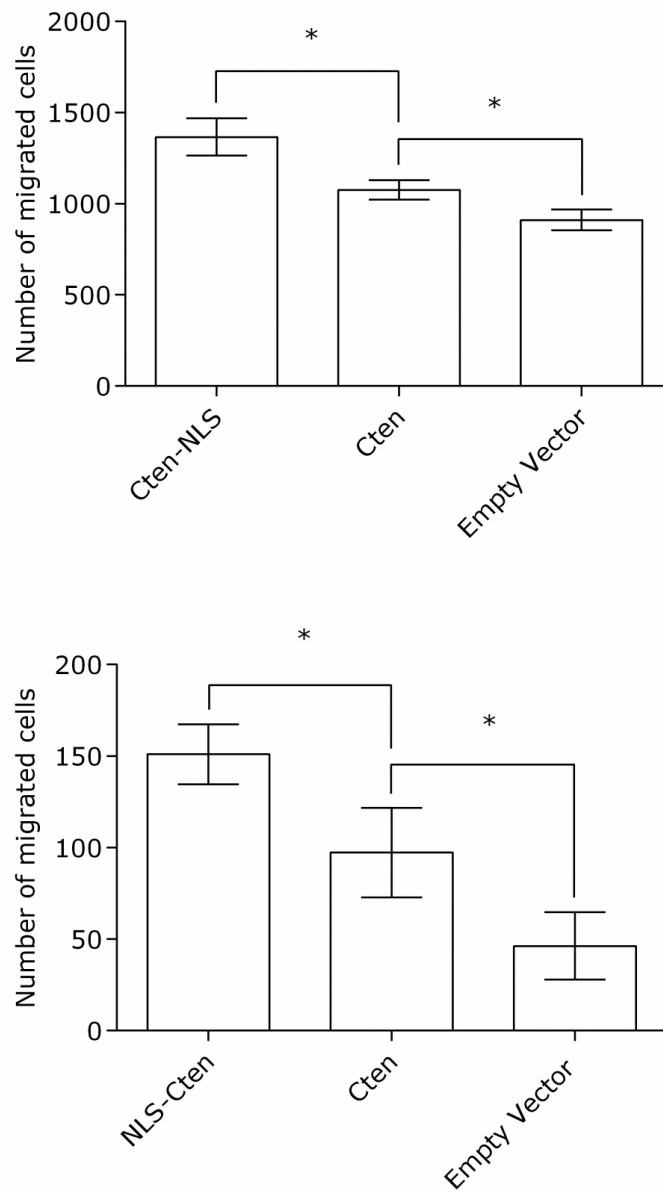 Number of migrated cells
2000
1500
1000
500
0
*
*
Cten-NLS
Cten
Empty Vector
Number of migrated cells
200
150
100
50
0
*
*
NLS-Cten
Cten
Empty Vector